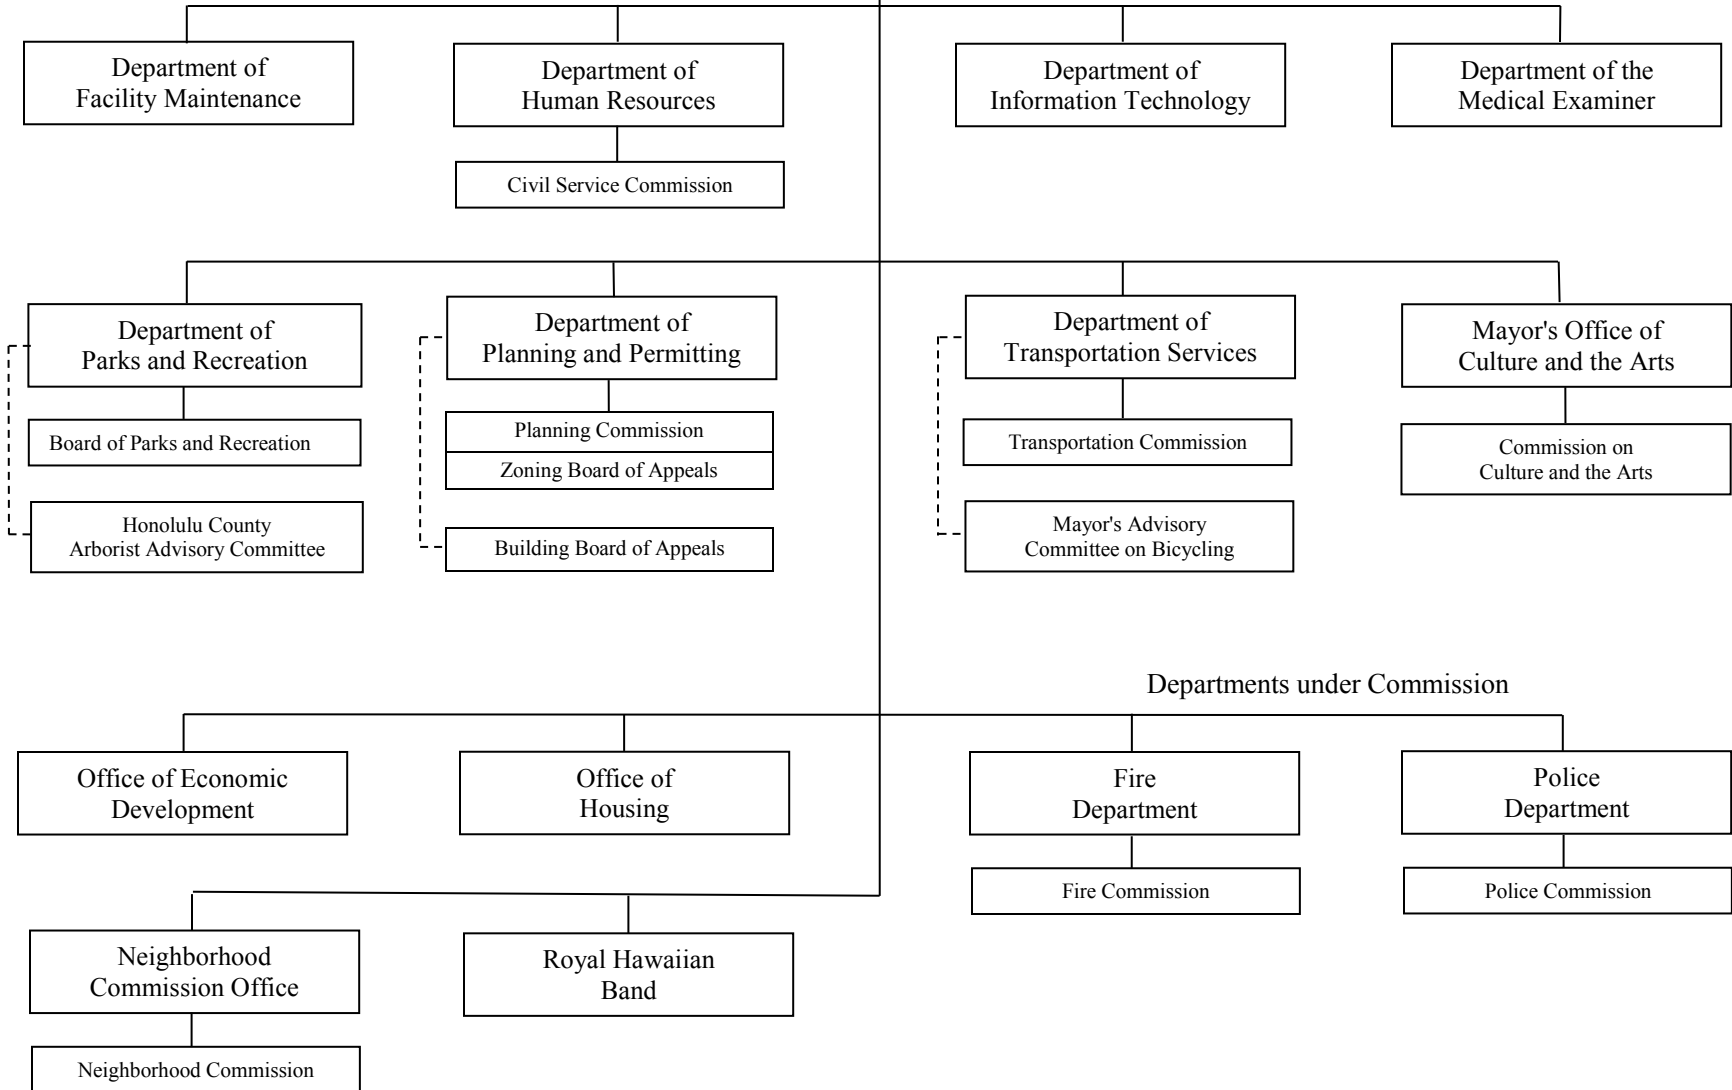 Department of
Facility Maintenance
Department of
Human Resources
Department of
Information Technology
Department of the
Medical Examiner
Civil Service Commission
Department of
Parks and Recreation
Department of
Planning and Permitting
Department of
Transportation Services
Mayor's Office of
Culture and the Arts
Board of Parks and Recreation
Planning Commission
Zoning Board of Appeals
Transportation Commission
Commission on
Culture and the Arts
Honolulu County
Arborist Advisory Committee
Building Board of Appeals
Mayor's Advisory
Committee on Bicycling
Departments under Commission
Office of Economic
Development
Office of
Housing
Fire
Department
Police
Department
Fire Commission
Police Commission
Neighborhood
Commission Office
Royal Hawaiian
Band
Neighborhood Commission